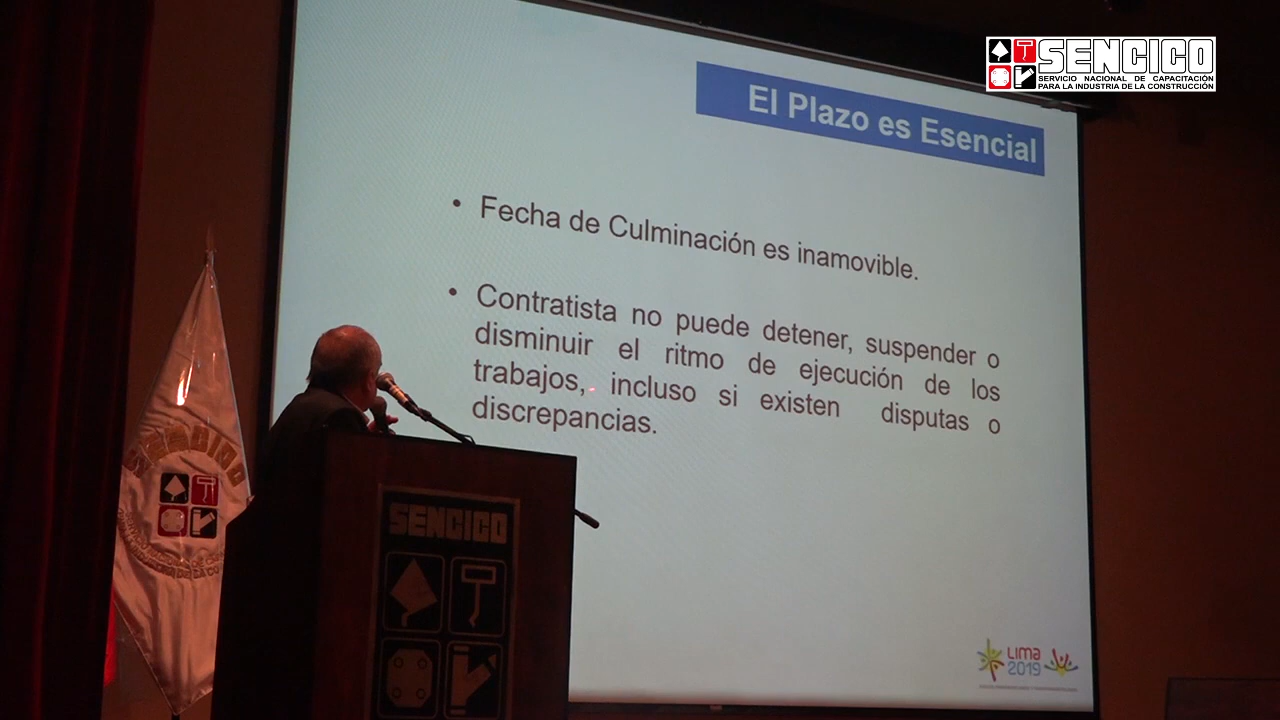 SENCICO
SERVICIO NACIONAL DE CAPACITACIÓN
PARA LA INDUSTRIA DE LA CONSTRUCCIÓN
El Plazo es Esencial
• Fecha de Culminación es inamovible.
• Contratista no puede detener, suspender o
disminuir el ritmo de ejecución de los
trabajos, incluso si existen disputas o
discrepancias.
SENCICO
SENCICO
LIMA
2019